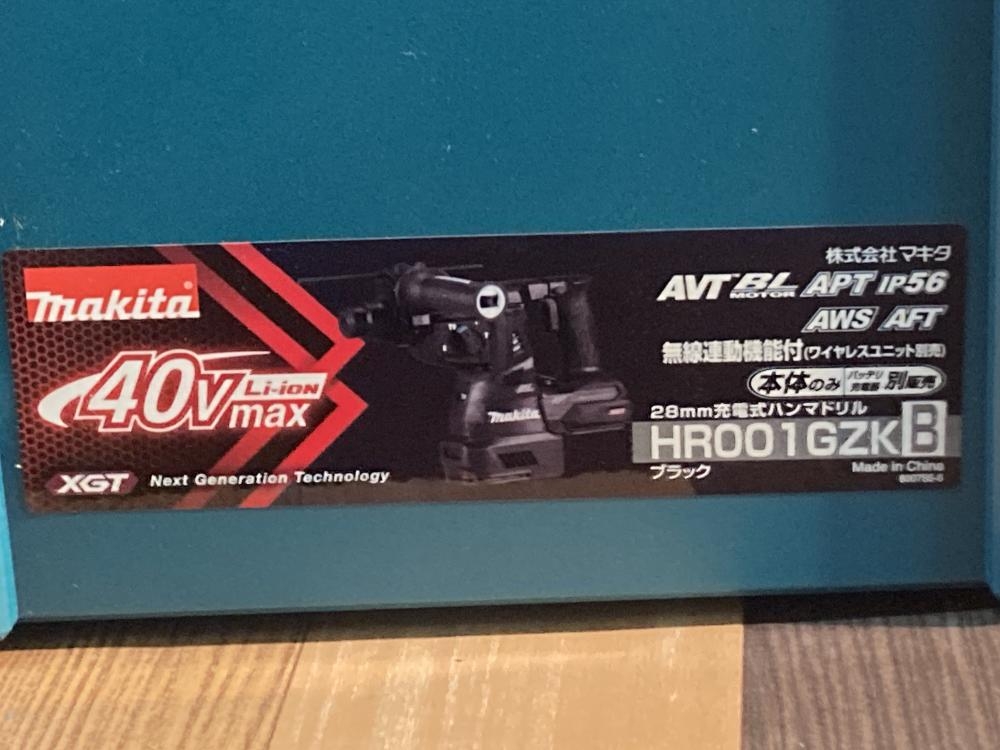 makita
40Vmax
Li-ion
XGT Next Generation Technology
makita
株式会社マキタ
AVT BL MOTOR APT IP56
AWS AFT
無線連動機能付(ワイヤレスユニット別売)
本体のみ バッテリ 充電器 別販売
28mm充電式ハンマドリル
HR001GZK B
ブラック
Made in China